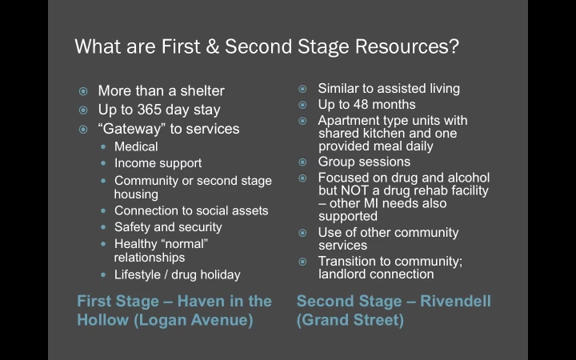 What are First & Second Stage Resources?
More than a shelter
Up to 365 day stay
“Gateway” to services
Medical
Income support
Community or second stage
housing
Connection to social assets
Safety and security
Healthy “normal”
relationships
Lifestyle / drug holiday
First Stage – Haven in the
Hollow (Logan Avenue)
Similar to assisted living
Up to 48 months
Apartment type units with
shared kitchen and one
provided meal daily
Group sessions
Focused on drug and alcohol
but NOT a drug rehab facility
– other MI needs also
supported
Use of other community
services
Transition to community;
landlord connection
Second Stage – Rivendell
(Grand Street)